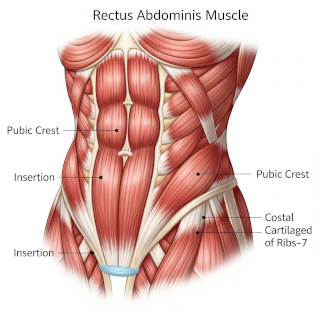 Rectus Abdominis Muscle
Pubic Crest
Insertion
Pubic Crest
Costal
Cartilaged
of Ribs–7
Insertion